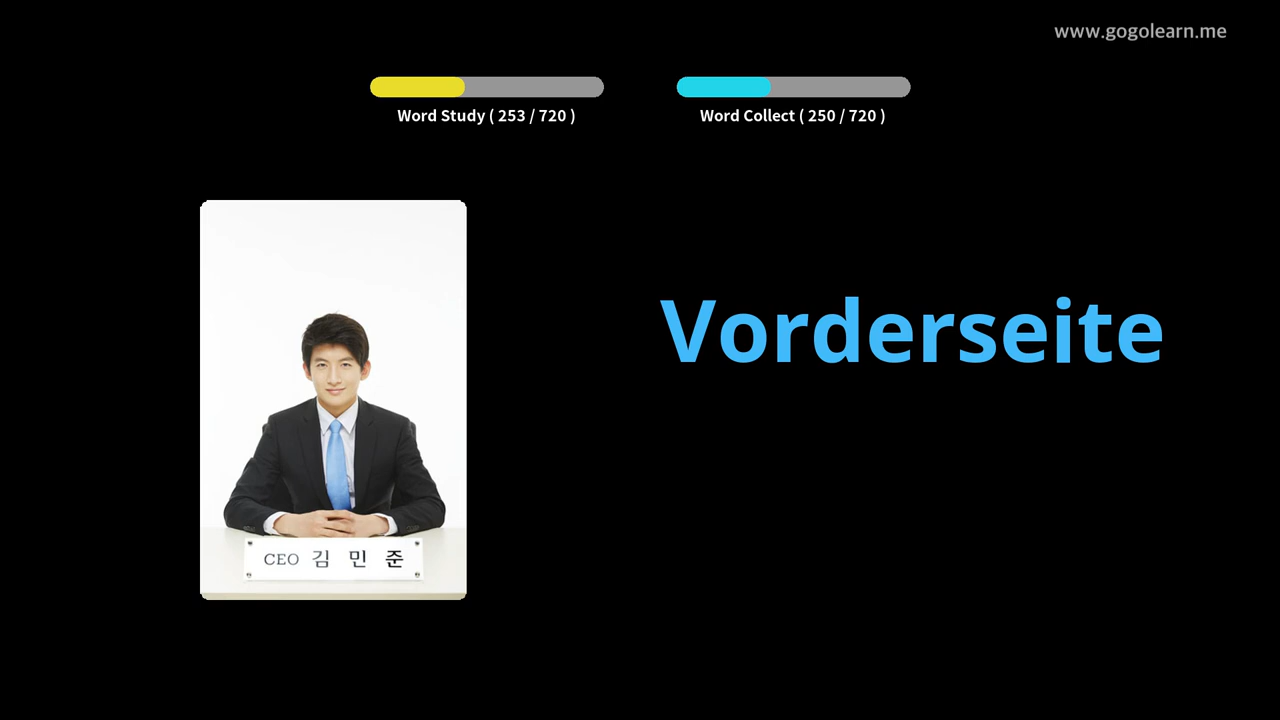 www.gogolearn.me
Word Study ( 253 / 720 )
Word Collect ( 250 / 720 )
Vorderseite
CEO 김 민 준